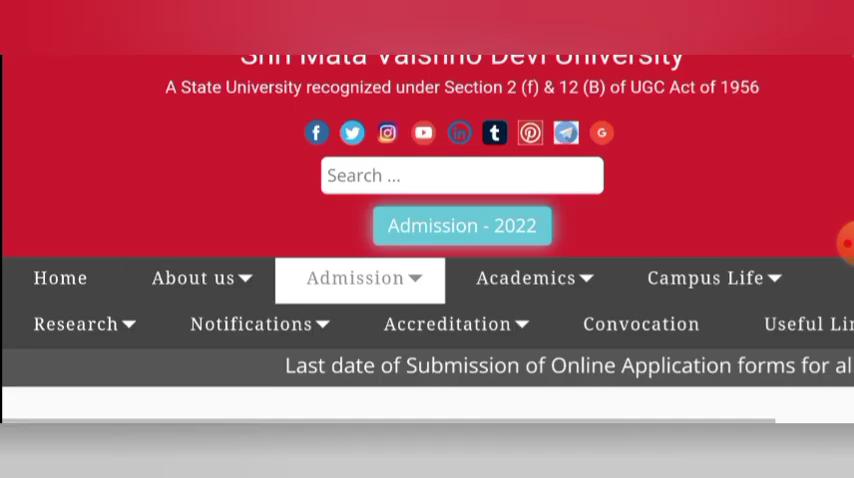 Shri Mata Vaishno Devi University
A State University recognized under Section 2 (f) & 12 (B) of UGC Act of 1956
Search ...
Admission - 2022
Home About us Admission Academics Campus Life
Research Notifications Accreditation Convocation Useful Lin
Last date of Submission of Online Application forms for al